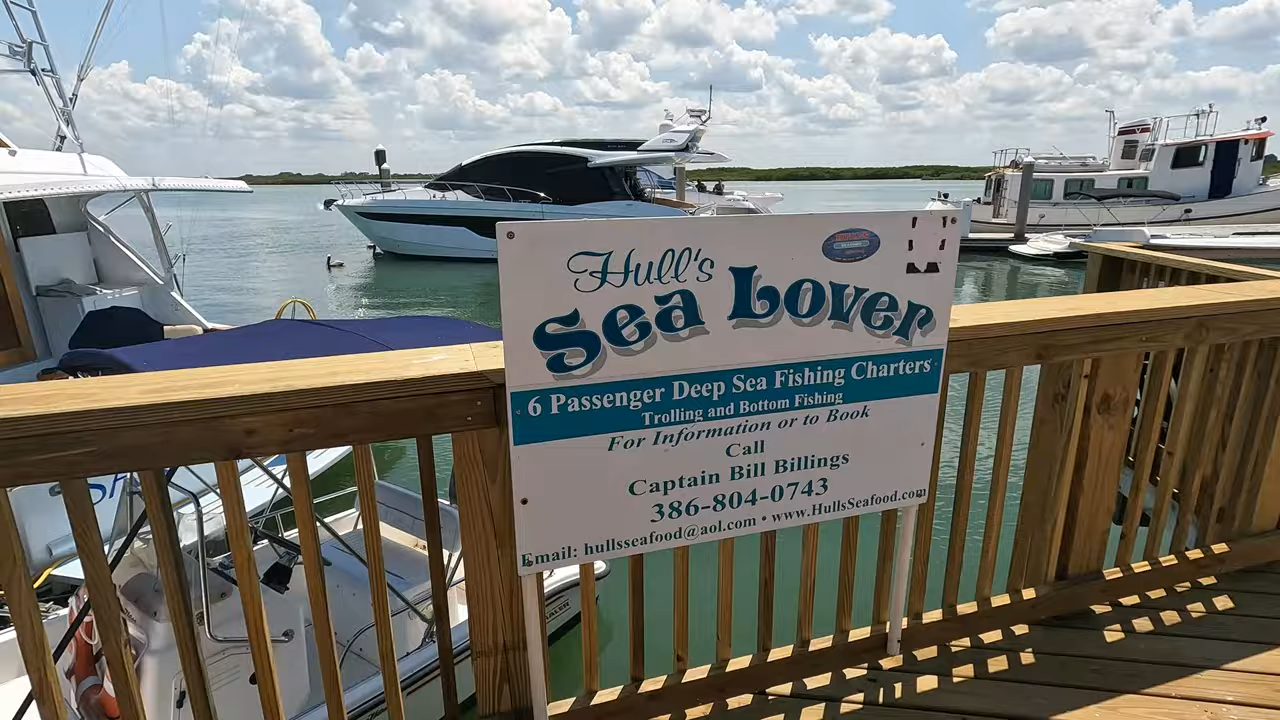 Hull's
Sea Lover
6 Passenger Deep Sea Fishing Charters
Trolling and Bottom Fishing
For Information or to Book
Call
Captain Bill Billings
386-804-0743
Email: hullsseafood@aol.com • www.HullsSeafood.com